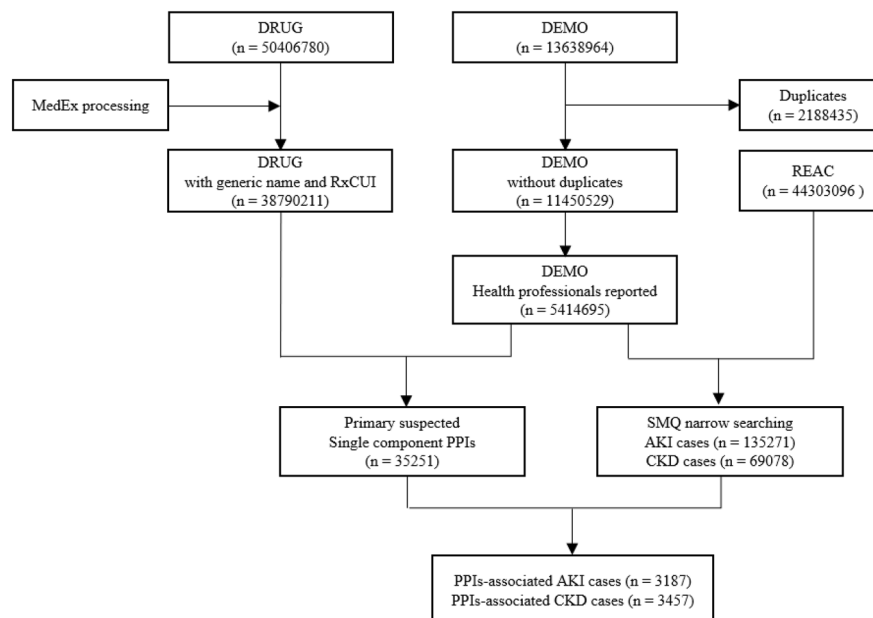 DRUG
(n = 50406780)
DEMO
(n = 13638964)
MedEx processing
Duplicates
(n = 2188435)
DRUG
with generic name and RxCUI
(n = 38790211)
DEMO
without duplicates
(n = 11450529)
REAC
(n = 44303096 )
DEMO
Health professionals reported
(n = 5414695)
Primary suspected
Single component PPIs
(n = 35251)
SMQ narrow searching
AKI cases (n = 135271)
CKD cases (n = 69078)
PPIs-associated AKI cases (n = 3187)
PPIs-associated CKD cases (n = 3457)